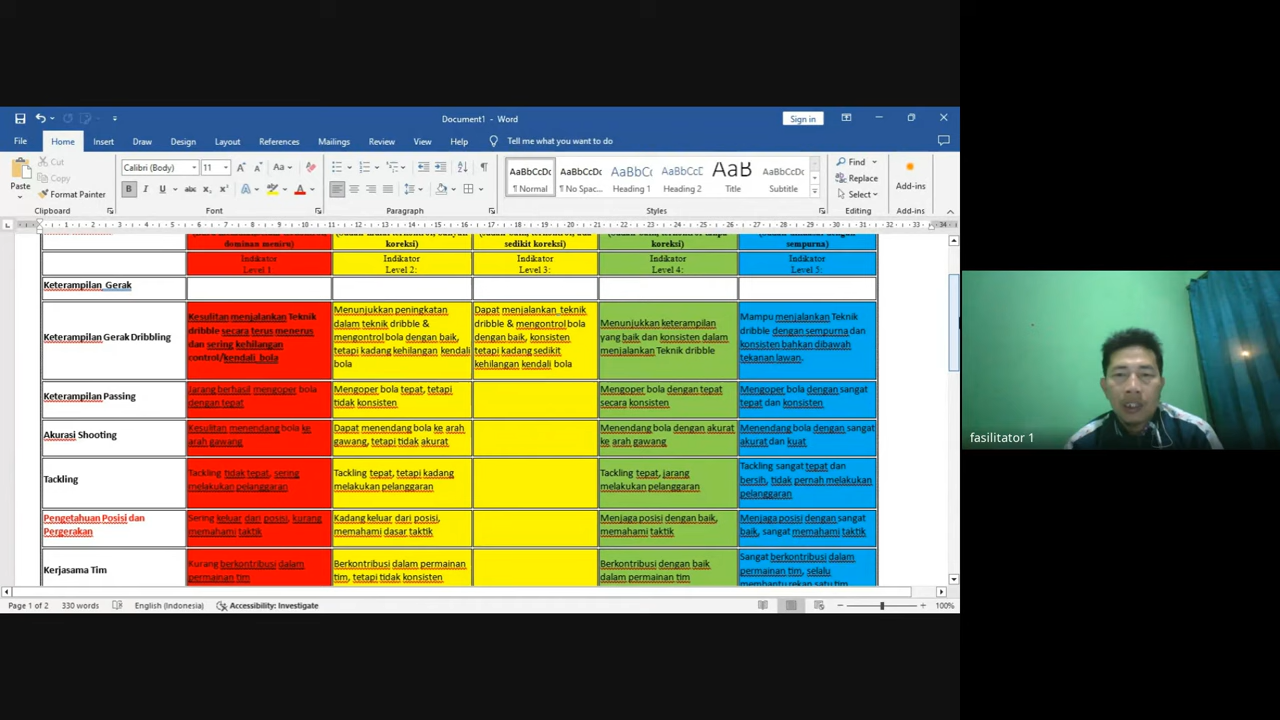 Document1 - Word
Sign in
File Home Insert Draw Design Layout References Mailings Review View Help Tell me what you want to do
Paste
Cut
Copy
Format Painter
Clipboard
Calibri (Body) 11
Font
Paragraph
AaBbCcDc AaBbCcDc AaBbCc AaBbCcC AaB AaBbCcDc
Normal No Spac... Heading 1 Heading 2 Title Subtitle
Styles
Find
Replace
Select
Editing
Add-ins
Add-ins
dominan meniru)
koreksi)
sedikit koreksi)
koreksi)
sempurna)
Indikator
Level 1:
Indikator
Level 2:
Indikator
Level 3:
Indikator
Level 4:
Indikator
Level 5:
Keterampilan Gerak
Keterampilan Gerak Dribbling
Kesulitan menjalankan Teknik
dribble secara terus menerus
dan sering kehilangan
control/kendali bola
Menunjukkan peningkatan
dalam teknik dribble &
mengontrol bola dengan baik,
tetapi kadang kehilangan kendali
bola
Dapat menjalankan teknik
dribble & mengontrol bola
dengan baik, konsisten
tetapi kadang sedikit
kehilangan kendali bola
Menunjukkan keterampilan
yang baik dan konsisten dalam
menjalankan Teknik dribble
Mampu menjalankan Teknik
dribble dengan sempurna dan
konsisten bahkan dibawah
tekanan lawan.
Keterampilan Passing
Jarang berhasil mengoper bola
dengan tepat
Mengoper bola tepat, tetapi
tidak konsisten
Mengoper bola dengan tepat
secara konsisten
Mengoper bola dengan sangat
tepat dan konsisten
Akurasi Shooting
Kesulitan menendang bola ke
arah gawang
Dapat menendang bola ke arah
gawang, tetapi tidak akurat
Menendang bola dengan akurat
ke arah gawang
Menendang bola dengan sangat
akurat dan kuat
Tackling
Tackling tidak tepat, sering
melakukan pelanggaran
Tackling tepat, tetapi kadang
melakukan pelanggaran
Tackling tepat, jarang
melakukan pelanggaran
Tackling sangat tepat dan
bersih, tidak pernah melakukan
pelanggaran
Pengetahuan Posisi dan
Pergerakan
Sering keluar dari posisi, kurang
memahami taktik
Kadang keluar dari posisi,
memahami dasar taktik
Menjaga posisi dengan baik,
memahami taktik
Menjaga posisi dengan sangat
baik, sangat memahami taktik
Kerjasama Tim
Kurang berkontribusi dalam
permainan tim
Berkontribusi dalam permainan
tim, tetapi tidak konsisten
Berkontribusi dengan baik
dalam permainan tim
Sangat berkontribusi dalam
permainan tim, selalu
membantu rekan satu tim
Page 1 of 2 330 words English (Indonesia) Accessibility: Investigate 100%
fasilitator 1